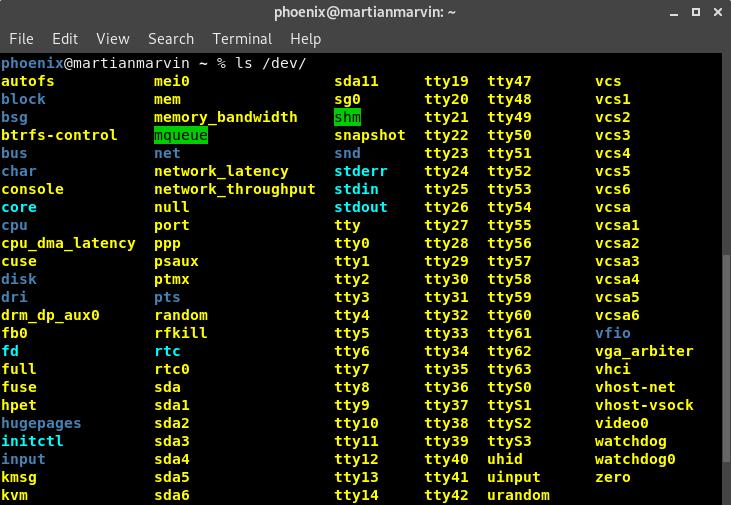 phoenix@martianmarvin: ~
File Edit View Search Terminal Help
phoenix@martianmarvin ~ % ls /dev/
autofs mei0 sda11 tty19 tty47 vcs
block mem sg0 tty20 tty48 vcs1
bsg memory_bandwidth shm tty21 tty49 vcs2
btrfs-control mqueue snapshot tty22 tty50 vcs3
bus net snd tty23 tty51 vcs4
char network_latency stderr tty24 tty52 vcs5
console network_throughput stdin tty25 tty53 vcs6
core null stdout tty26 tty54 vcsa
cpu port tty tty27 tty55 vcsa1
cpu_dma_latency ppp tty0 tty28 tty56 vcsa2
cuse psaux tty1 tty29 tty57 vcsa3
disk ptmx tty2 tty30 tty58 vcsa4
dri pts tty3 tty31 tty59 vcsa5
drm_dp_aux0 random tty4 tty32 tty60 vcsa6
fb0 rfkill tty5 tty33 tty61 vfio
fd rtc tty6 tty34 tty62 vga_arbiter
full rtc0 tty7 tty35 tty63 vhci
fuse sda tty8 tty36 ttyS0 vhost-net
hpet sda1 tty9 tty37 ttyS1 vhost-vsock
hugepages sda2 tty10 tty38 ttyS2 video0
initctl sda3 tty11 tty39 ttyS3 watchdog
input sda4 tty12 tty40 uhid watchdog0
kmsg sda5 tty13 tty41 uinput zero
kvm sda6 tty14 tty42 urandom